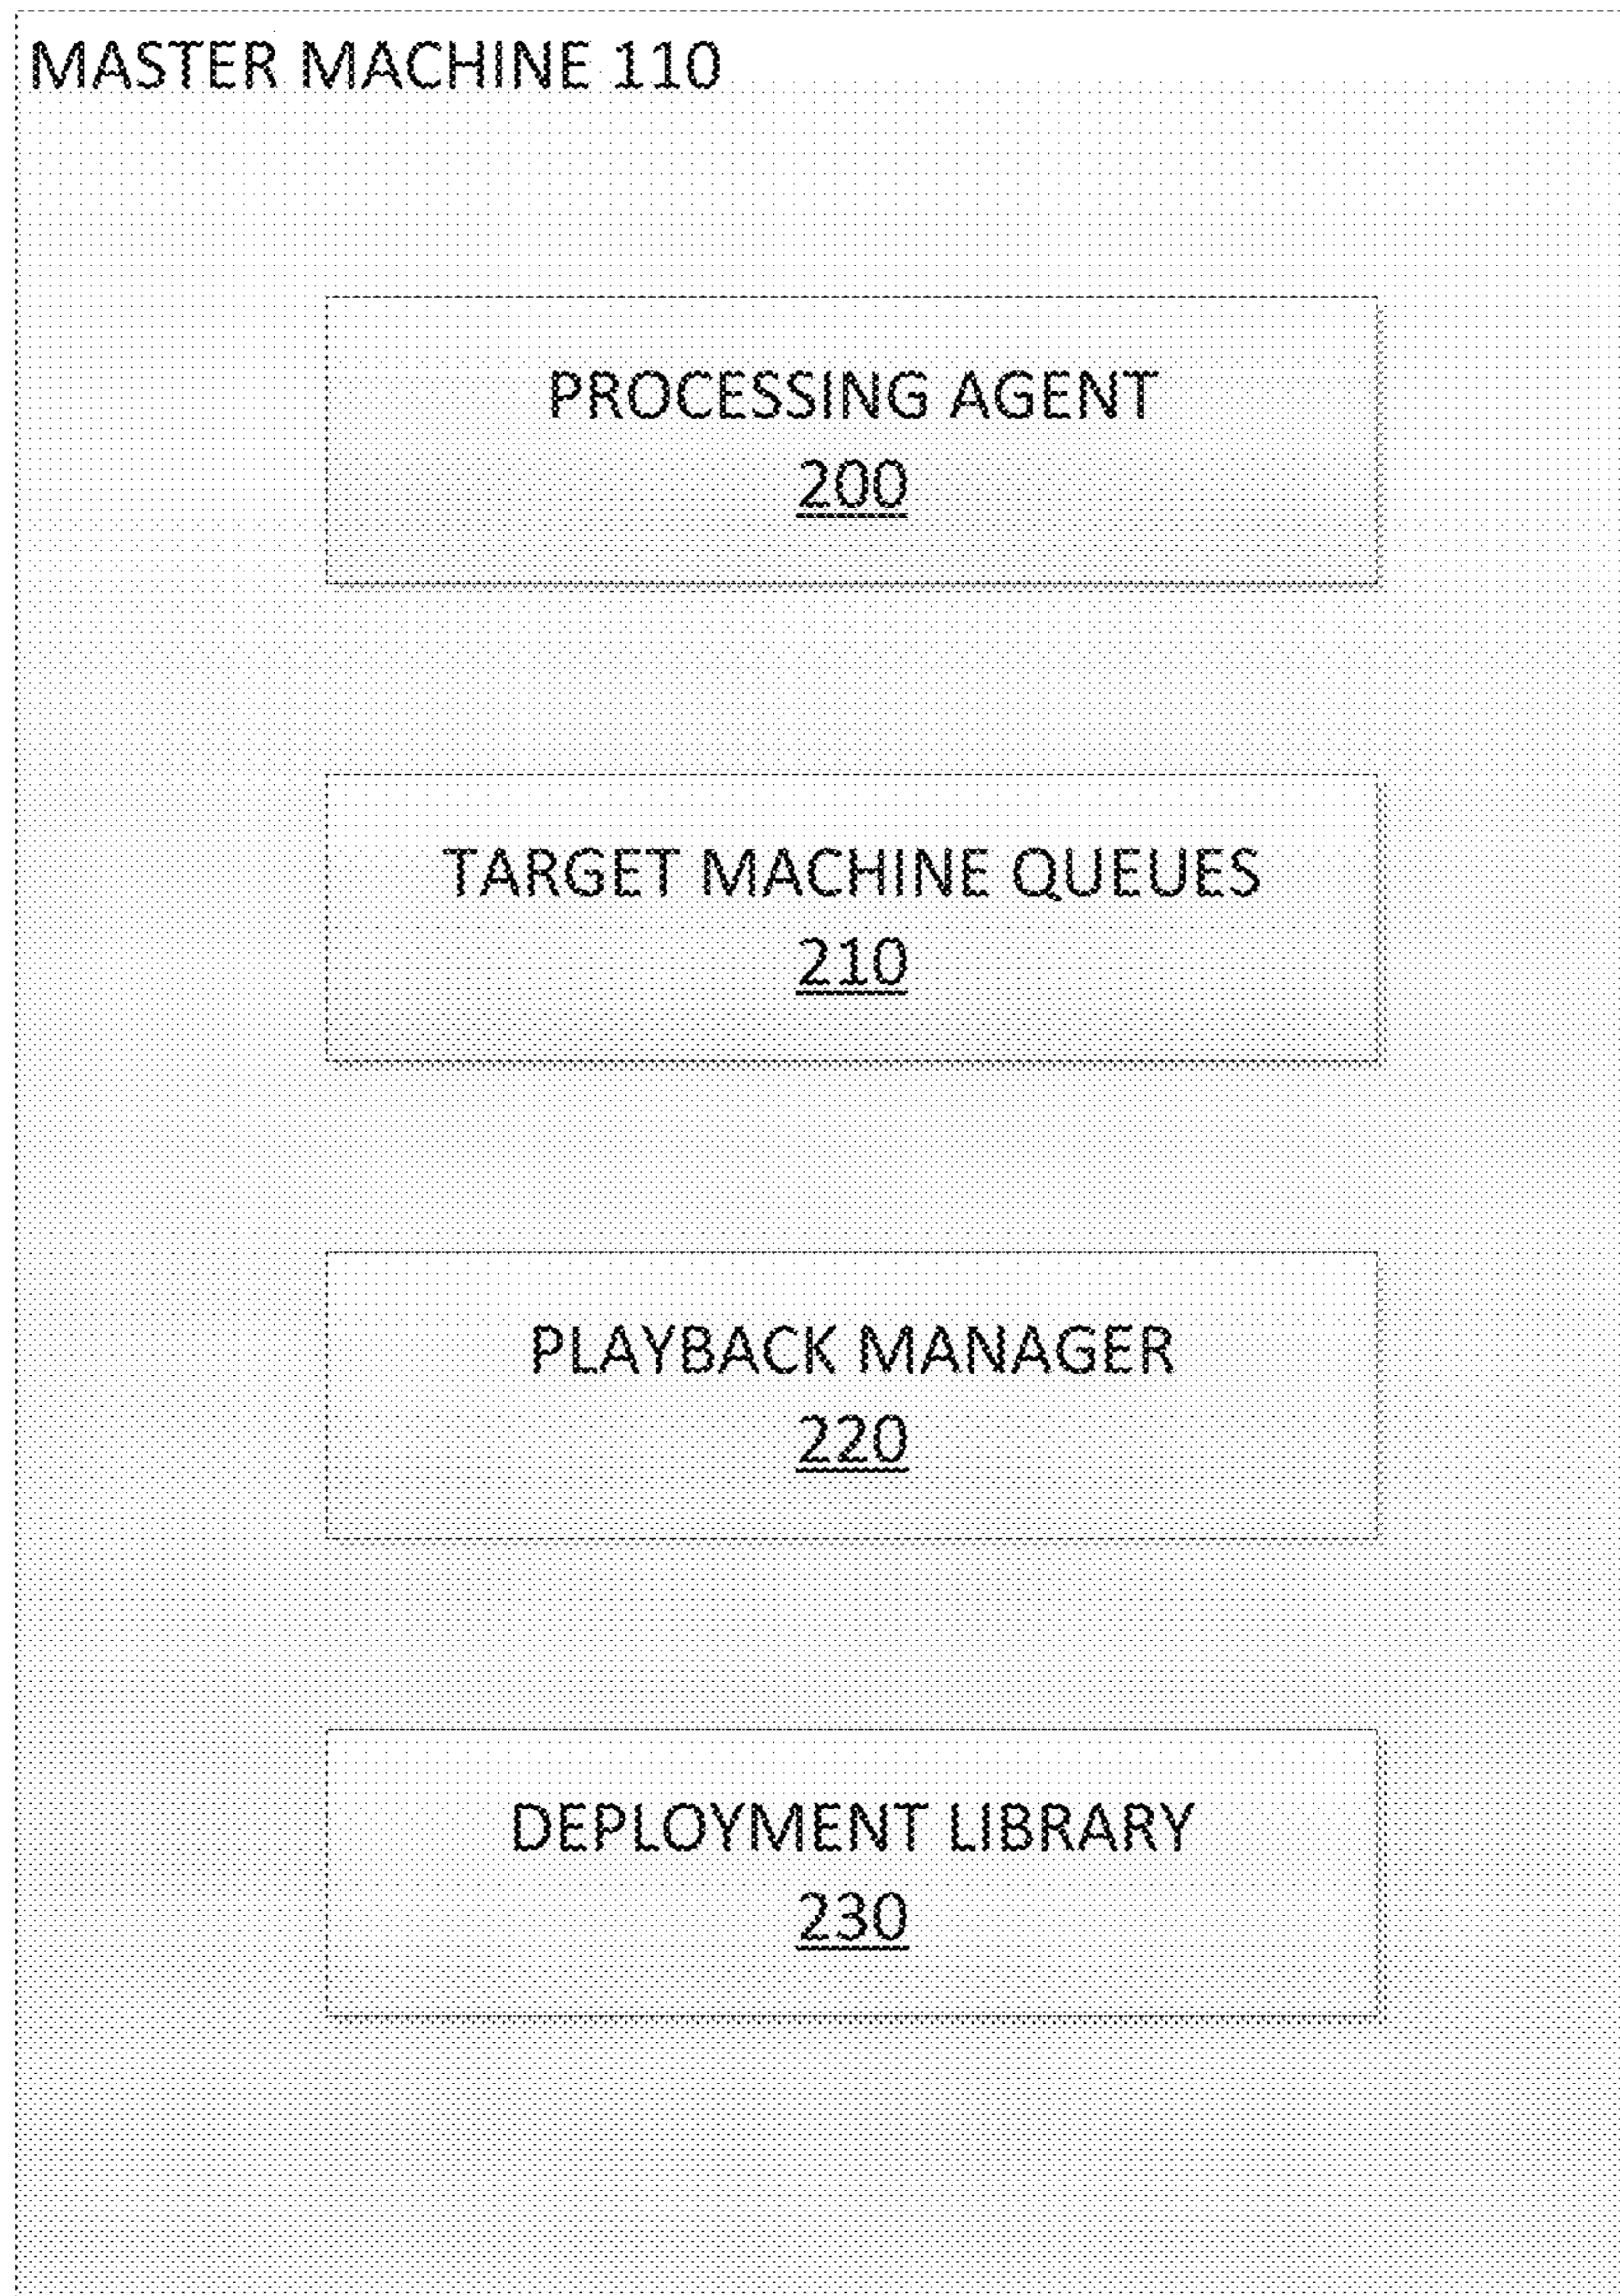 MASTER MACHINE 110
PROCESSING AGENT
200
TARGET MACHINE QUEUES
210
PLAYBACK MANAGER
220
DEPLOYMENT LIBRARY
230